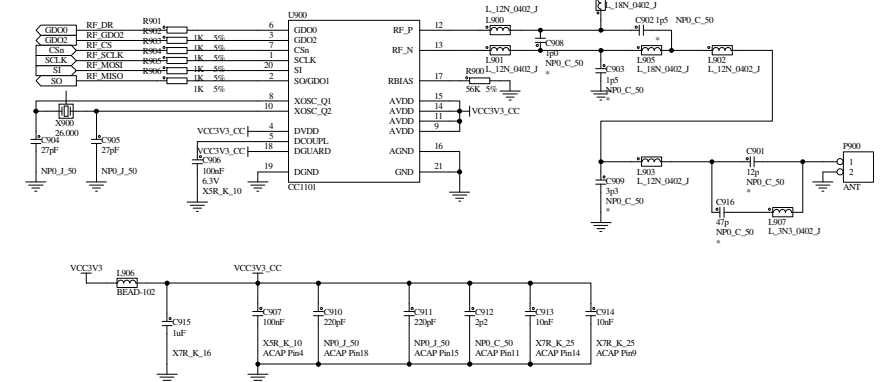 L_12N_0402_J
L_18N_0402_J
U900
L900
C902 1p5 NP0_C_50
*
GDO0 RF_DR R901 6 GDO0 RF_P 12
GDO2 RF_GDO2 R902 1K 5% 3 GDO2
CSn RF_CS R903 1K 5% 7 CSn RF_N 13
SCLK RF_SCLK R904 1K 5% 1 SCLK
SI RF_MOSI R905 1K 5% 20 SI
SO RF_MISO R906 1K 5% 2 SO/GDO1 RBIAS 17
1K 5%
C908
1p0
NP0_C_50
*
L901
L_12N_0402_J
R900
56K 5%
C903
1p5
NP0_C_50
*
L905
L_18N_0402_J
L902
L_12N_0402_J
8 XOSC_Q1 AVDD 15
10 XOSC_Q2 AVDD 14
AVDD 11
AVDD 9
VCC3V3_CC
X900
26.000
C904
27pF
NP0_J_50
C905
27pF
NP0_J_50
VCC3V3_CC 4 DVDD
5 DCOUPL
VCC3V3_CC 18 DGUARD AGND 16
19 DGND GND 21
CC1101
C906
100nF
6.3V
X5R_K_10
L903
L_12N_0402_J
C909
3p3
NP0_C_50
*
C901
12p
NP0_C_50
*
C916
47p
NP0_C_50
*
L907
L_3N3_0402_J
P900
1
2
ANT
VCC3V3
L906
BEAD-102
VCC3V3_CC
C915
1uF
X7R_K_16
C907
100nF
X5R_K_10
ACAP Pin4
C910
220pF
NP0_J_50
ACAP Pin18
C911
220pF
NP0_J_50
ACAP Pin15
C912
2p2
NP0_C_50
ACAP Pin11
C913
10nF
X7R_K_25
ACAP Pin14
C914
10nF
X7R_K_25
ACAP Pin9